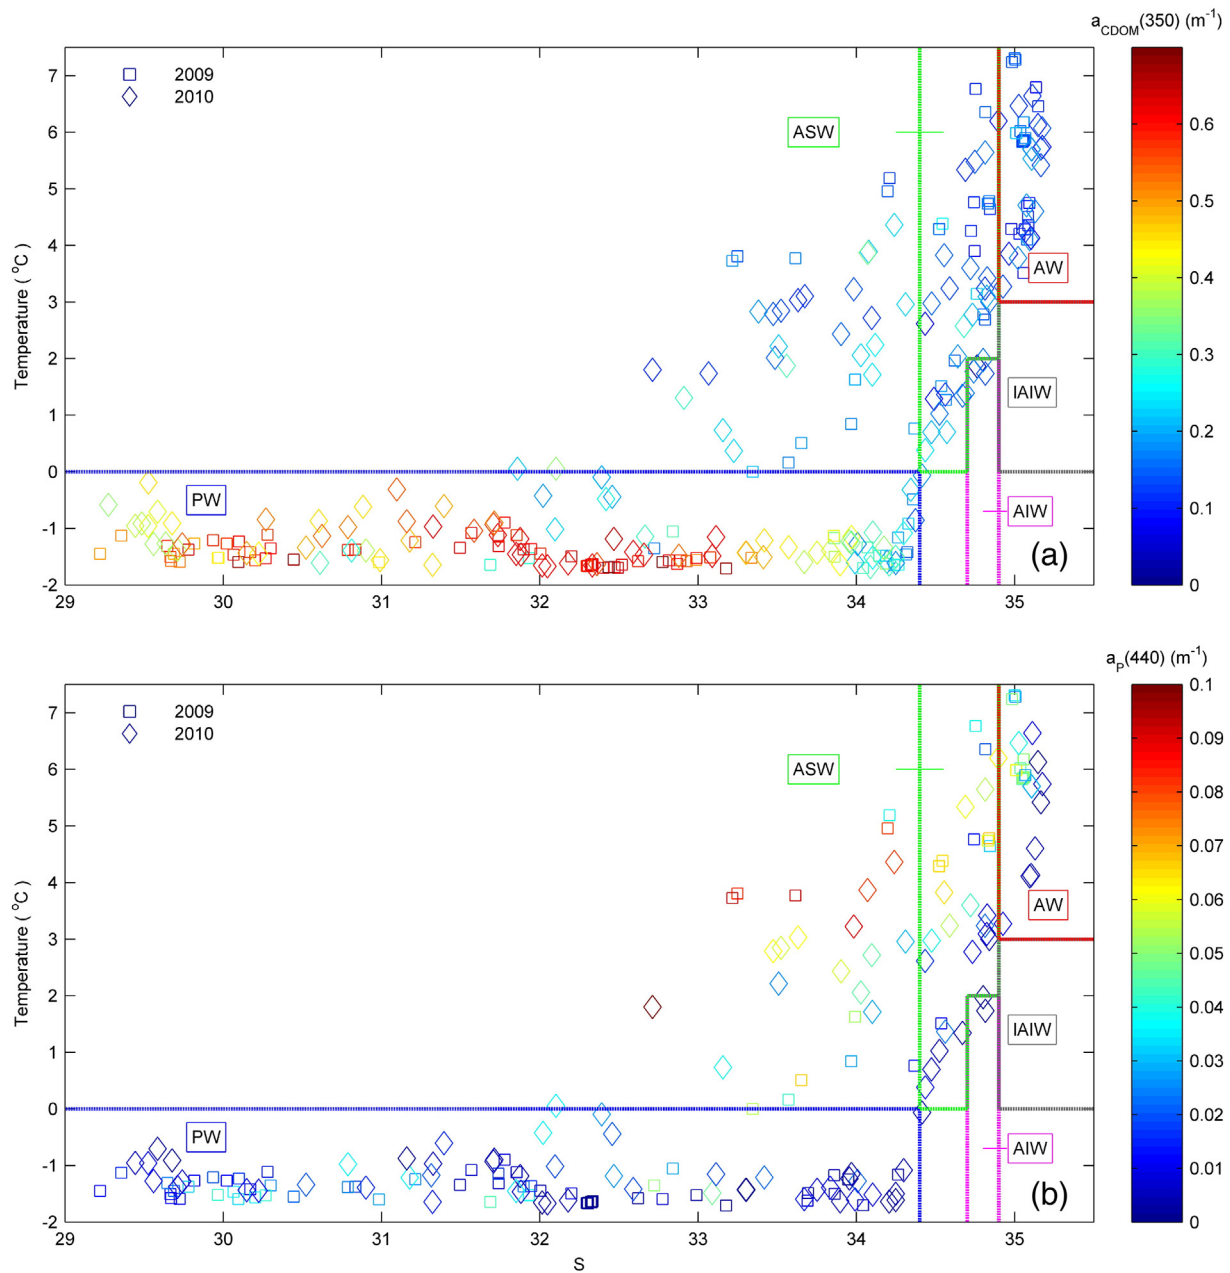 a_CDOM(350) (m⁻¹)
2009
2010
ASW
AW
IAIW
PW
AIW
(a)
Temperature ( °C)
7
6
5
4
3
2
1
0
-1
-2
29 30 31 32 33 34 35
0.6
0.5
0.4
0.3
0.2
0.1
0
a_P(440) (m⁻¹)
2009
2010
ASW
AW
IAIW
PW
AIW
(b)
Temperature ( °C)
7
6
5
4
3
2
1
0
-1
-2
29 30 31 32 33 34 35
S
0.1
0.09
0.08
0.07
0.06
0.05
0.04
0.03
0.02
0.01
0